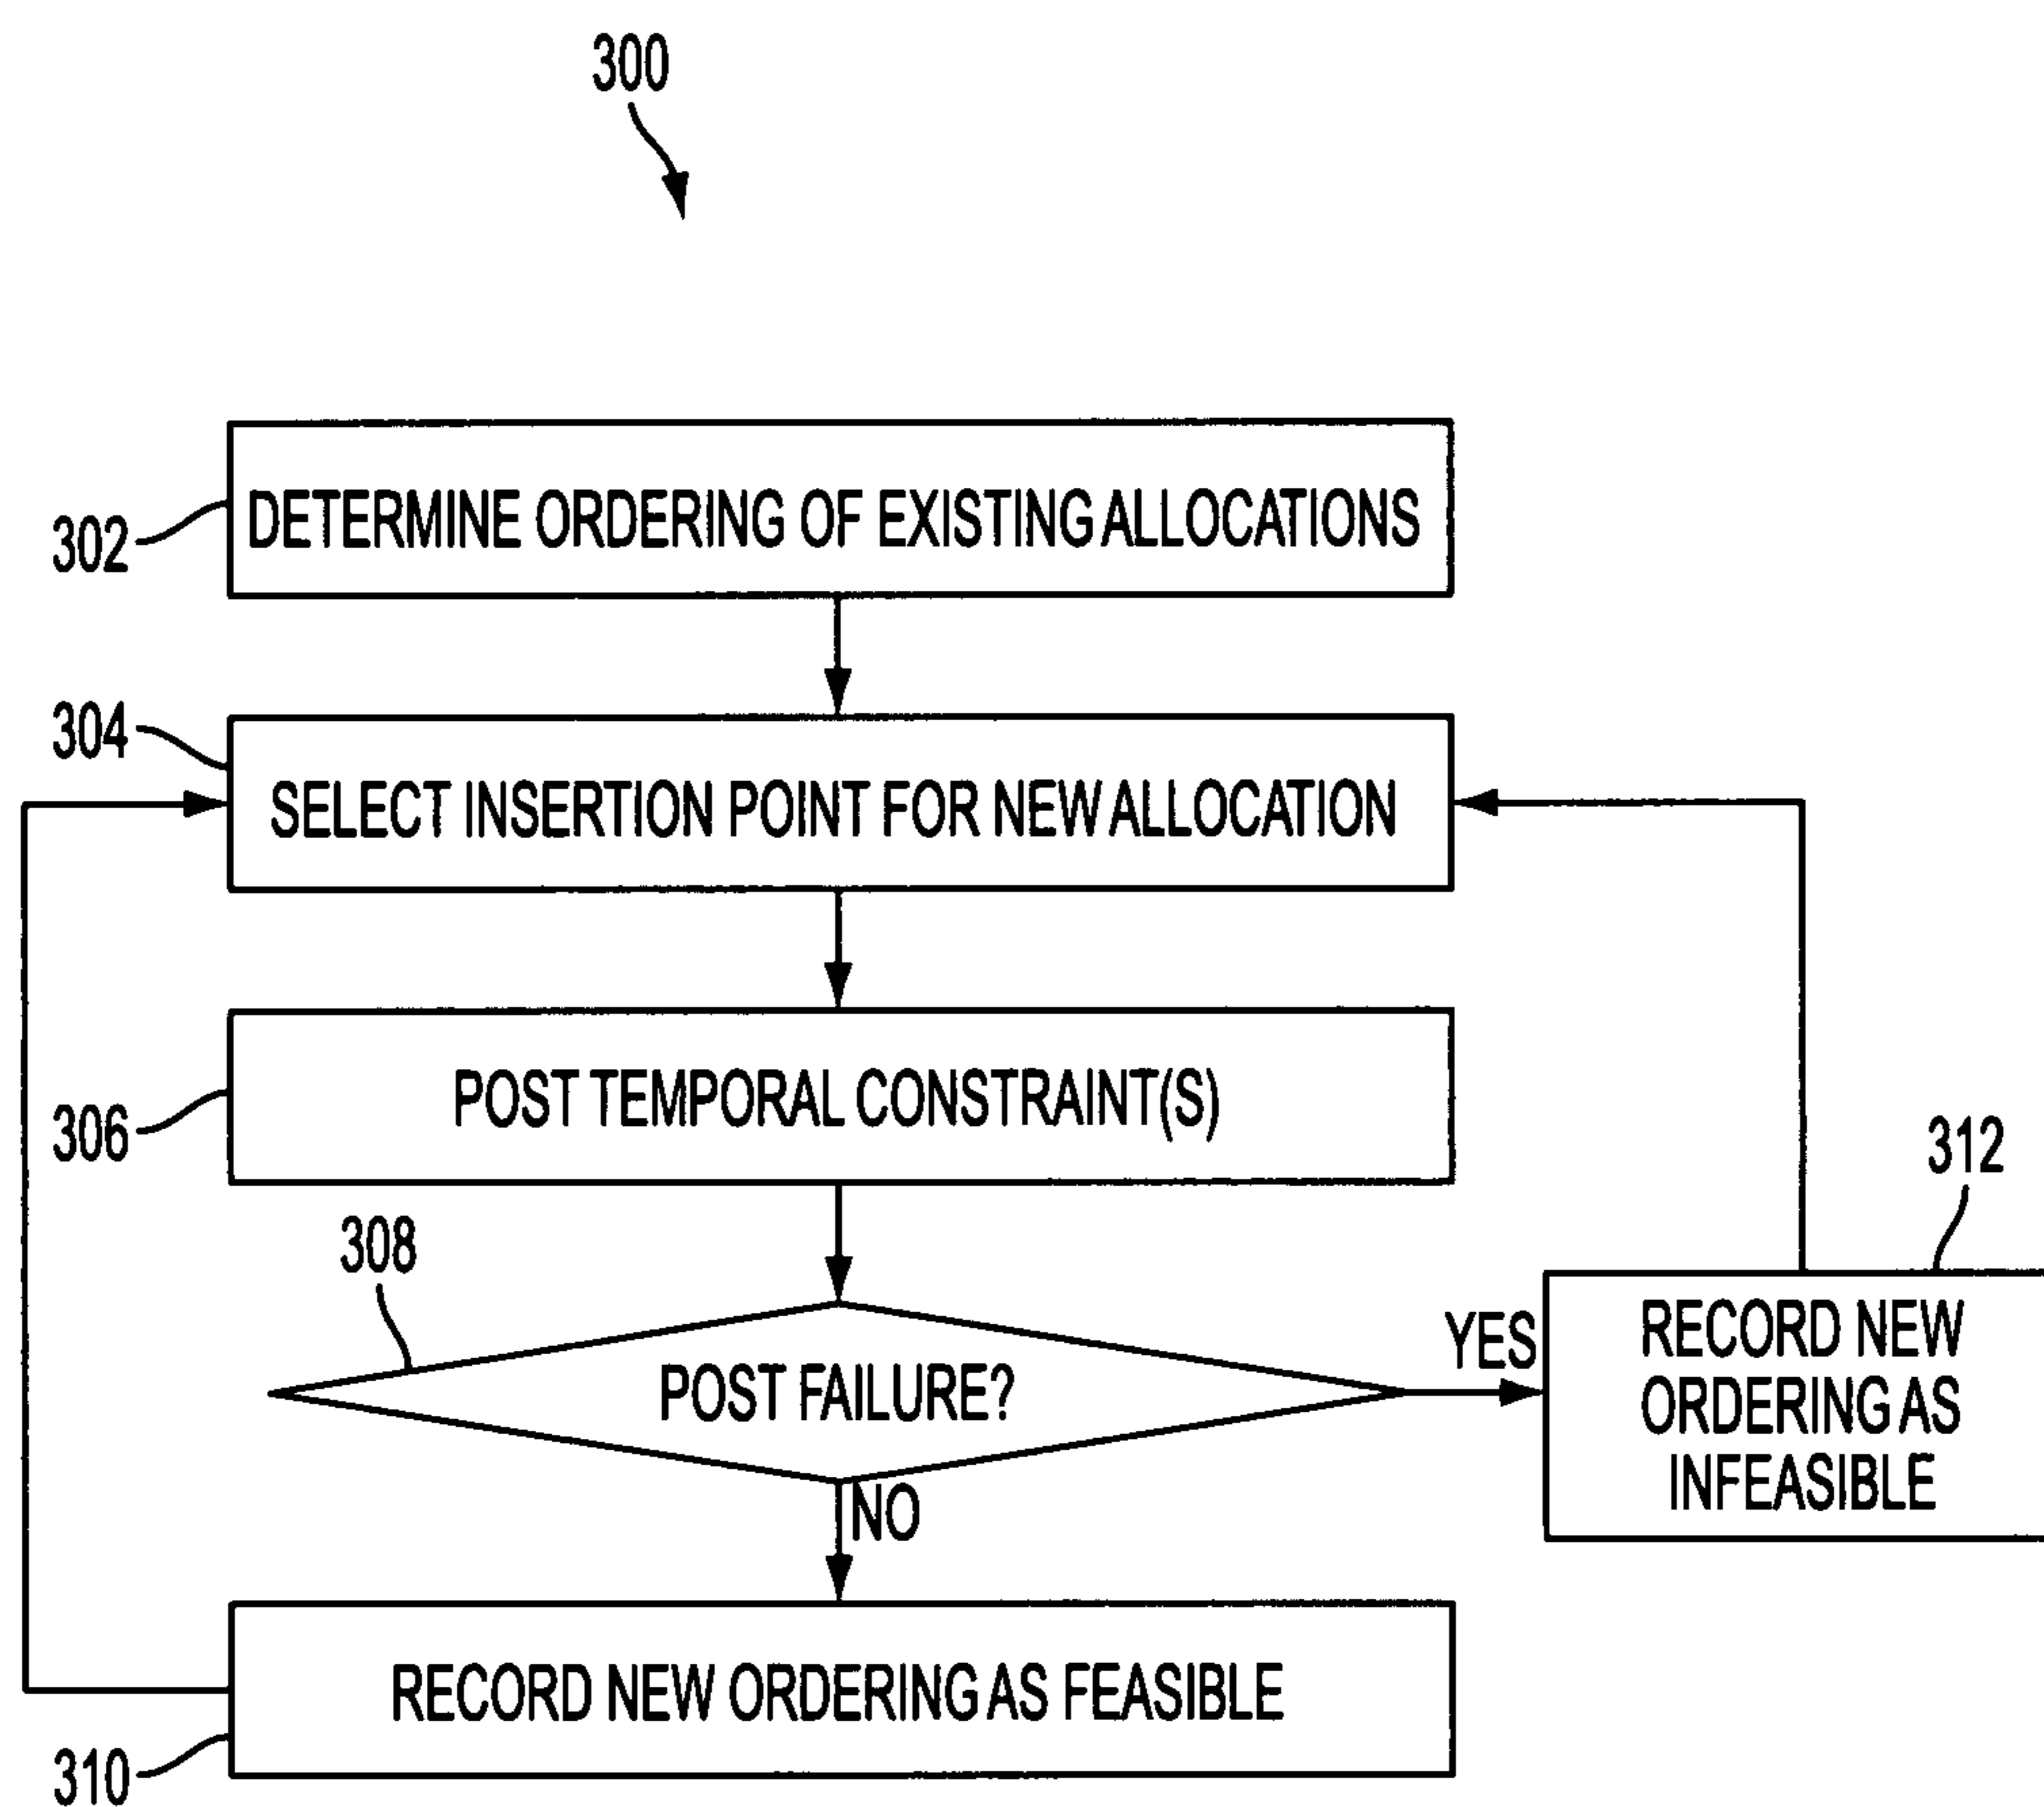 300
302
DETERMINE ORDERING OF EXISTING ALLOCATIONS
304
SELECT INSERTION POINT FOR NEW ALLOCATION
306
POST TEMPORAL CONSTRAINT(S)
308
POST FAILURE?
YES
312
RECORD NEW
ORDERING AS
INFEASIBLE
NO
RECORD NEW ORDERING AS FEASIBLE
310